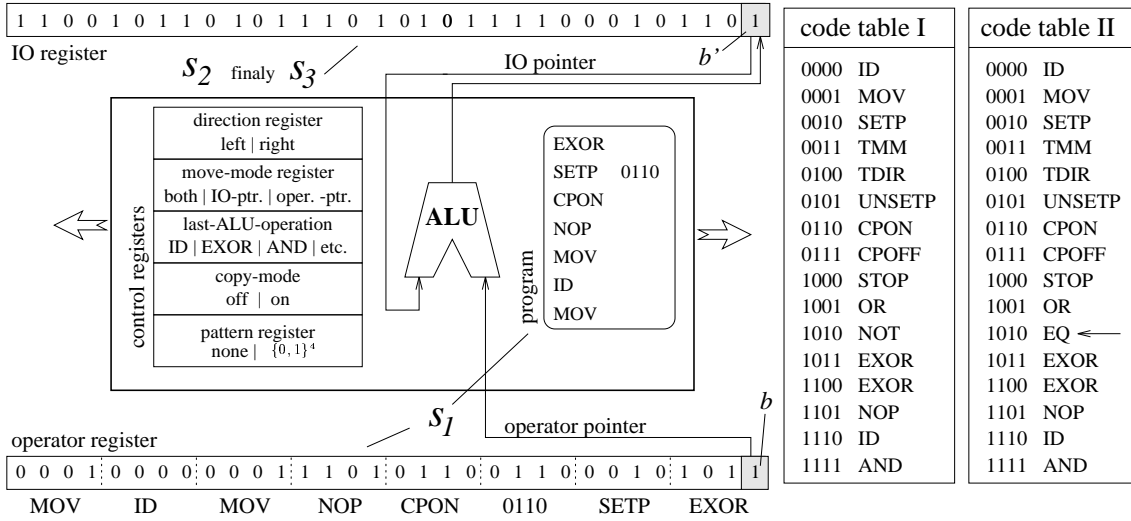 1 1 0 0 1 0 1 1 0 1 0 1 1 1 0 1 0 1 0 1 1 1 1 0 0 0 1 0 1 1 0 1
IO register
s2 finaly s3
IO pointer
b'
direction register
left | right
move-mode register
both | IO-ptr. | oper. -ptr.
last-ALU-operation
ID | EXOR | AND | etc.
copy-mode
off | on
pattern register
none | {0,1}⁴
control registers
ALU
program
EXOR
SETP 0110
CPON
NOP
MOV
ID
MOV
s1
operator register
operator pointer
b
0 0 0 1 0 0 0 0 0 0 0 1 1 1 0 1 0 1 1 0 0 1 1 0 0 0 1 0 1 0 1 1
MOV ID MOV NOP CPON 0110 SETP EXOR
code table I
0000 ID
0001 MOV
0010 SETP
0011 TMM
0100 TDIR
0101 UNSETP
0110 CPON
0111 CPOFF
1000 STOP
1001 OR
1010 NOT
1011 EXOR
1100 EXOR
1101 NOP
1110 ID
1111 AND
code table II
0000 ID
0001 MOV
0010 SETP
0011 TMM
0100 TDIR
0101 UNSETP
0110 CPON
0111 CPOFF
1000 STOP
1001 OR
1010 EQ
1011 EXOR
1100 EXOR
1101 NOP
1110 ID
1111 AND